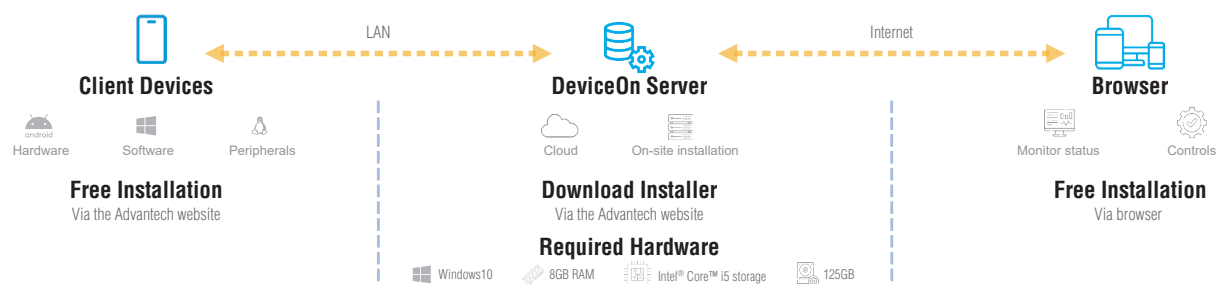 LAN
Internet
Client Devices
DeviceOn Server
Browser
android
Hardware
Software
Peripherals
Cloud
On-site installation
Monitor status
Controls
Free Installation
Via the Advantech website
Download Installer
Via the Advantech website
Free Installation
Via browser
Required Hardware
Windows10
8GB RAM
Intel® Core™ i5 storage
125GB